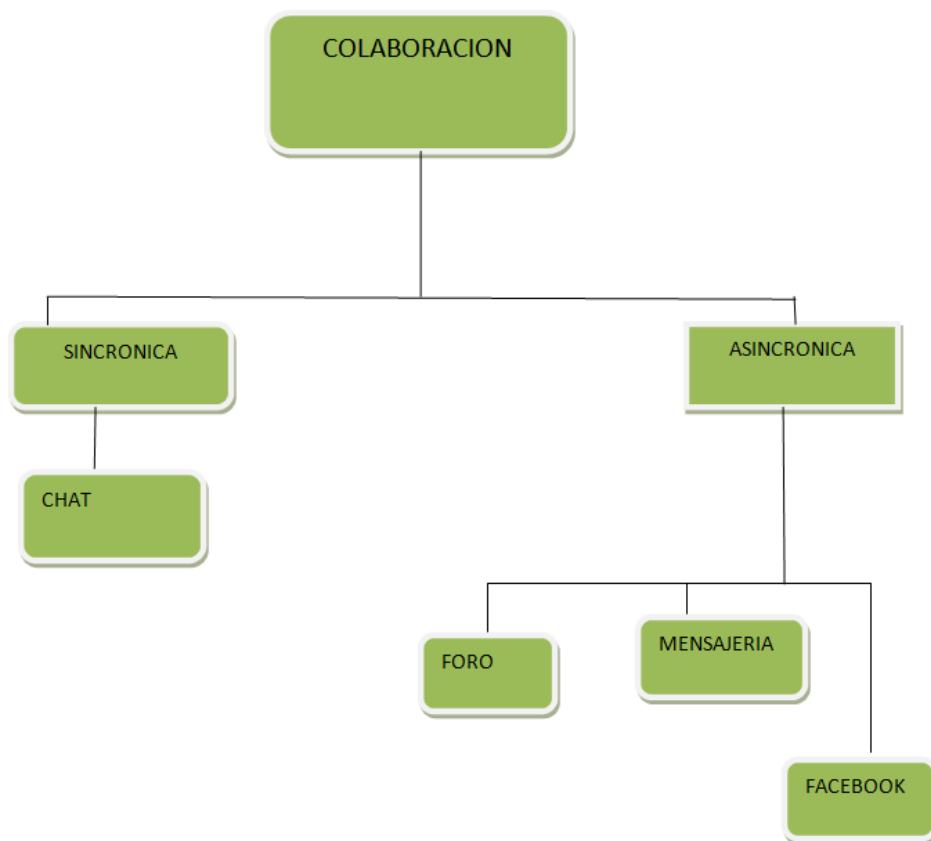 COLABORACION
SINCRONICA
ASINCRONICA
CHAT
FORO
MENSAJERIA
FACEBOOK